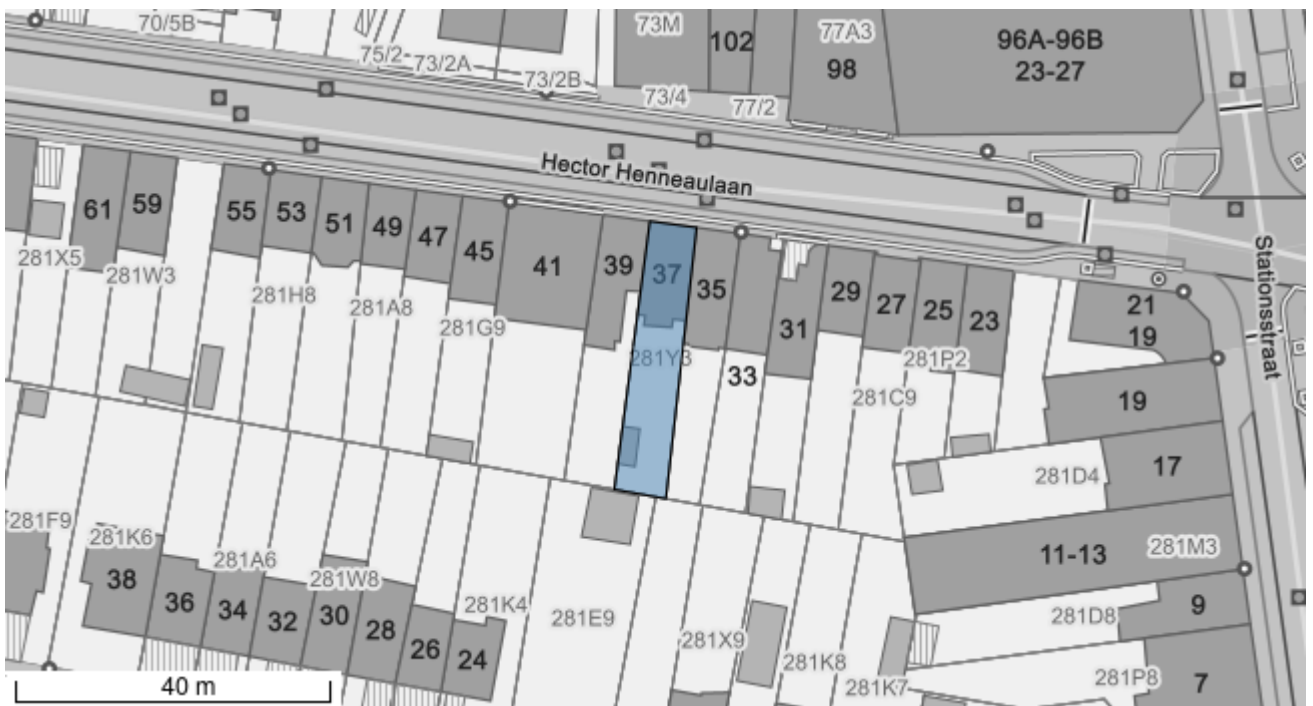 70/5B
75/2
73/2A
73/2B
73M
102
73/4
77/2
77A3
98
96A-96B
23-27
Hector Henneaulaan
Stationsstraat
61
59
55
53
51
49
47
45
41
39
37
35
33
31
29
27
25
23
21
19
281X5
281W3
281H8
281A8
281G9
281Y3
281C9
281P2
19
17
281D4
11-13
281M3
9
281D8
281P8
7
281F9
281K6
281A6
281W8
281K4
281E9
281X9
281K8
281K7
38
36
34
32
30
28
26
24
40 m